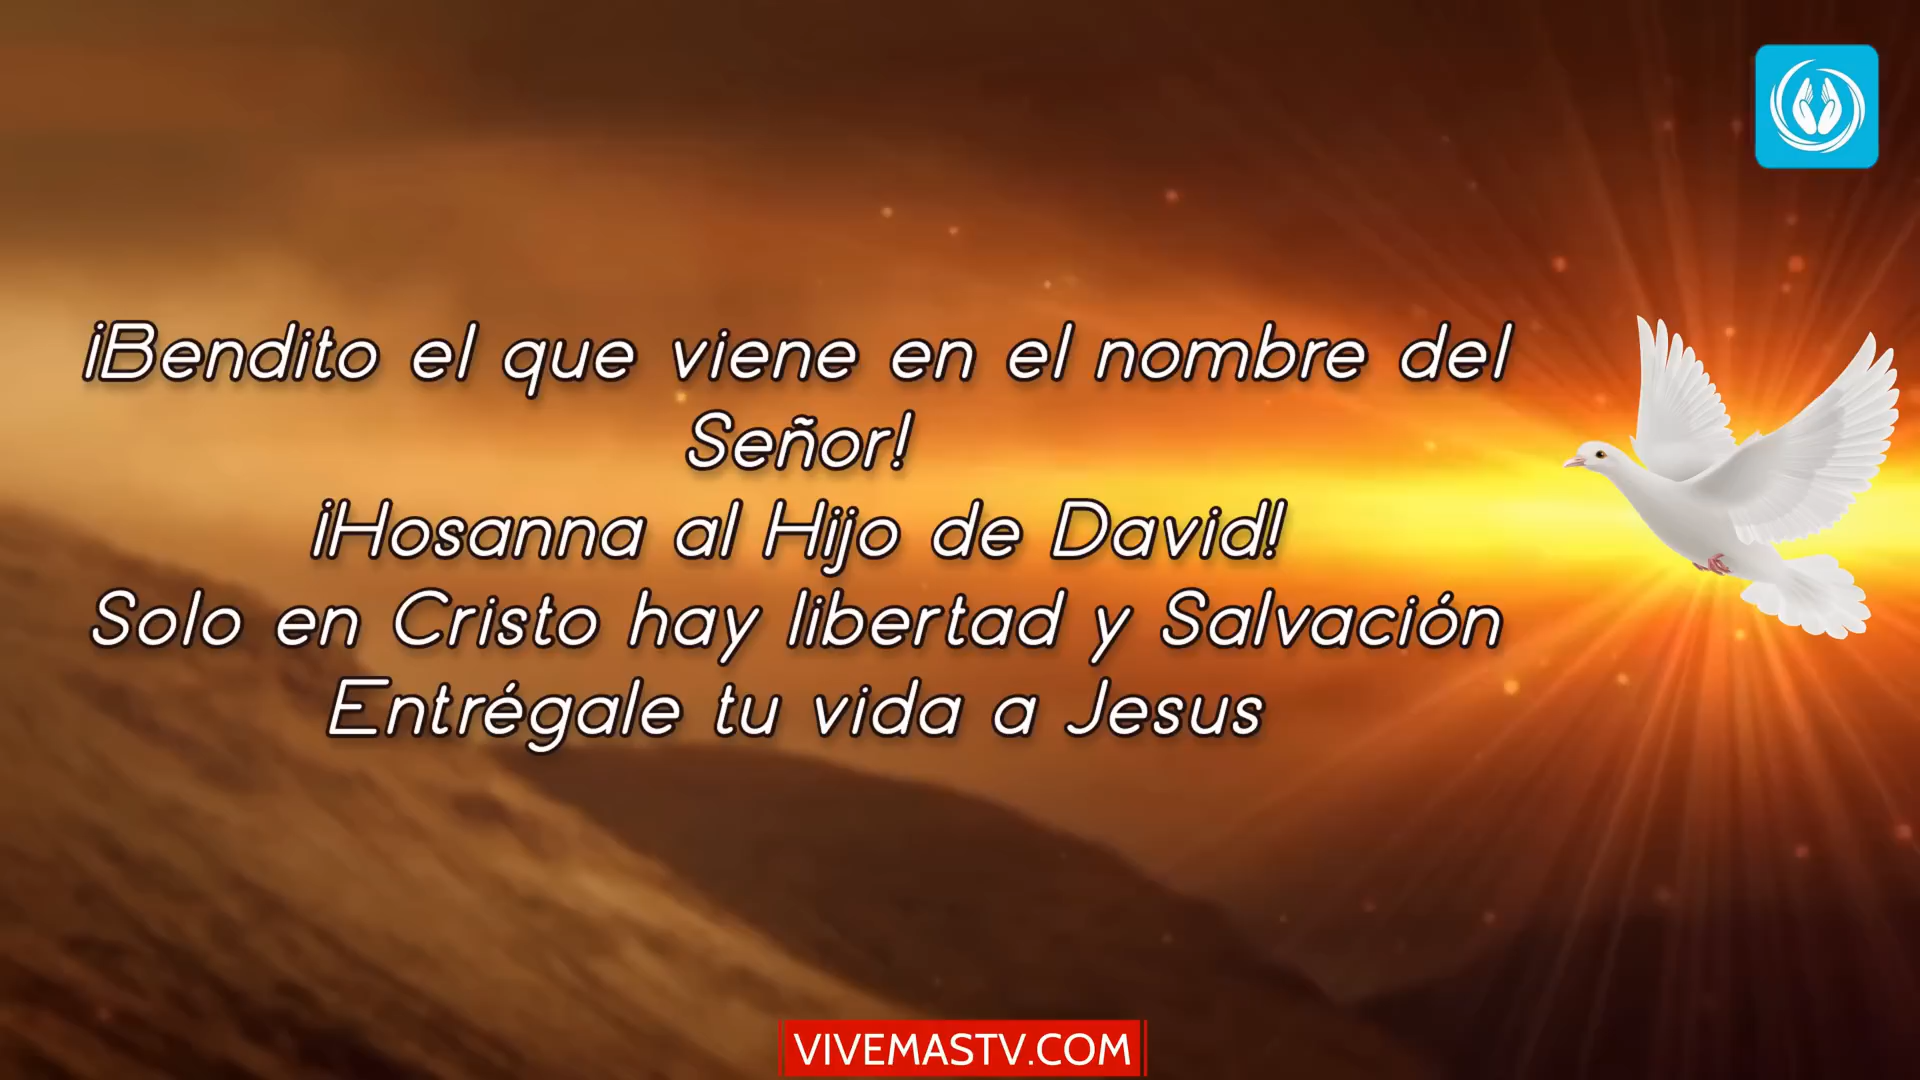 ¡Bendito el que viene en el nombre del
Señor!
¡Hosanna al Hijo de David!
Solo en Cristo hay libertad y Salvación
Entrégale tu vida a Jesus
VIVEMASTV.COM